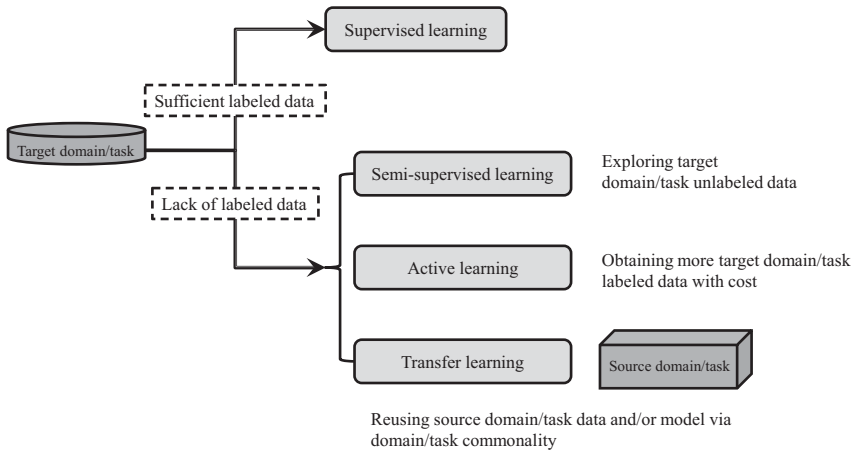 Supervised learning
Sufficient labeled data
Target domain/task
Lack of labeled data
Semi-supervised learning
Exploring target
domain/task unlabeled data
Active learning
Obtaining more target domain/task
labeled data with cost
Transfer learning
Source domain/task
Reusing source domain/task data and/or model via
domain/task commonality